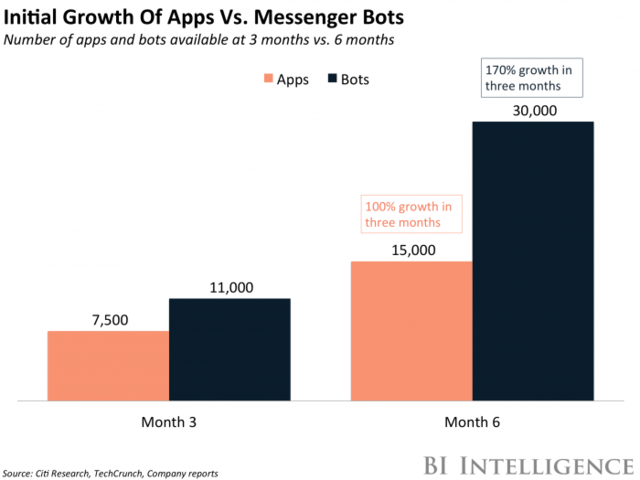 Initial Growth Of Apps Vs. Messenger Bots
Number of apps and bots available at 3 months vs. 6 months
Apps Bots
170% growth in
three months
30,000
100% growth in
three months
15,000
11,000
7,500
Month 3 Month 6
Source: Citi Research, TechCrunch, Company reports
BI INTELLIGENCE